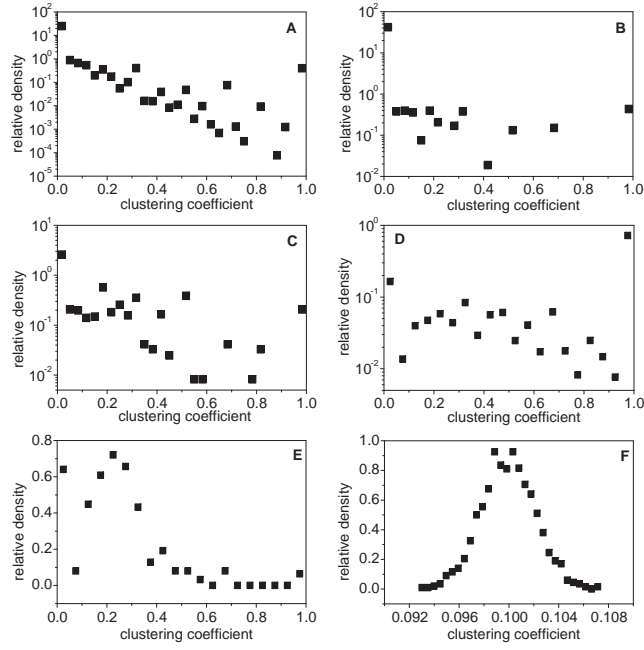 A
relative density
10²
10¹
10⁰
10⁻¹
10⁻²
10⁻³
10⁻⁴
10⁻⁵
0.0 0.2 0.4 0.6 0.8 1.0
clustering coefficient
B
relative density
10²
10¹
10⁰
10⁻¹
10⁻²
0.0 0.2 0.4 0.6 0.8 1.0
clustering coefficient
C
relative density
10¹
10⁰
10⁻¹
10⁻²
0.0 0.2 0.4 0.6 0.8 1.0
clustering coefficient
D
relative density
10⁰
10⁻¹
10⁻²
0.0 0.2 0.4 0.6 0.8 1.0
clustering coefficient
E
relative density
0.8
0.6
0.4
0.2
0.0
0.0 0.2 0.4 0.6 0.8 1.0
clustering coefficient
F
relative density
1.0
0.8
0.6
0.4
0.2
0.0
0.092 0.096 0.100 0.104 0.108
clustering coefficient